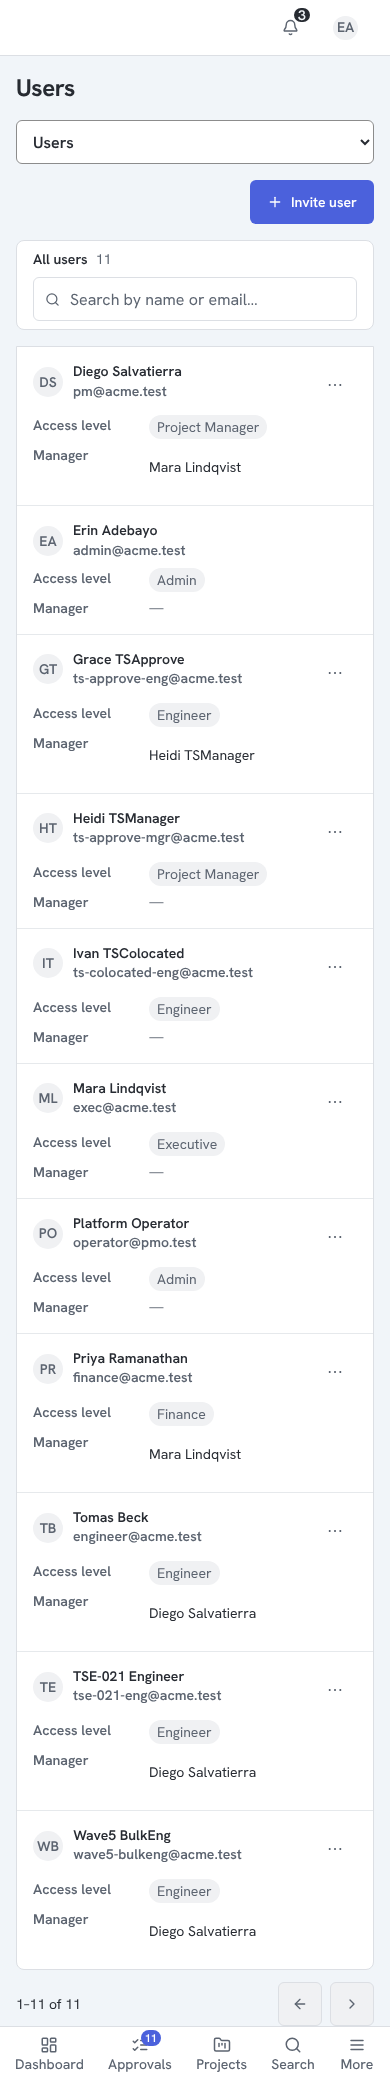 3
EA
Users
Users
+ Invite user
All users 11
Search by name or email...
DS
Diego Salvatierra
pm@acme.test
...
Access level
Project Manager
Manager
Mara Lindqvist
EA
Erin Adebayo
admin@acme.test
Access level
Admin
Manager
—
GT
Grace TSApprove
ts-approve-eng@acme.test
...
Access level
Engineer
Manager
Heidi TSManager
HT
Heidi TSManager
ts-approve-mgr@acme.test
...
Access level
Project Manager
Manager
—
IT
Ivan TSColocated
ts-colocated-eng@acme.test
...
Access level
Engineer
Manager
—
ML
Mara Lindqvist
exec@acme.test
...
Access level
Executive
Manager
—
PO
Platform Operator
operator@pmo.test
...
Access level
Admin
Manager
—
PR
Priya Ramanathan
finance@acme.test
...
Access level
Finance
Manager
Mara Lindqvist
TB
Tomas Beck
engineer@acme.test
...
Access level
Engineer
Manager
Diego Salvatierra
TE
TSE-021 Engineer
tse-021-eng@acme.test
...
Access level
Engineer
Manager
Diego Salvatierra
WB
Wave5 BulkEng
wave5-bulkeng@acme.test
...
Access level
Engineer
Manager
Diego Salvatierra
1–11 of 11
11
Dashboard Approvals Projects Search More